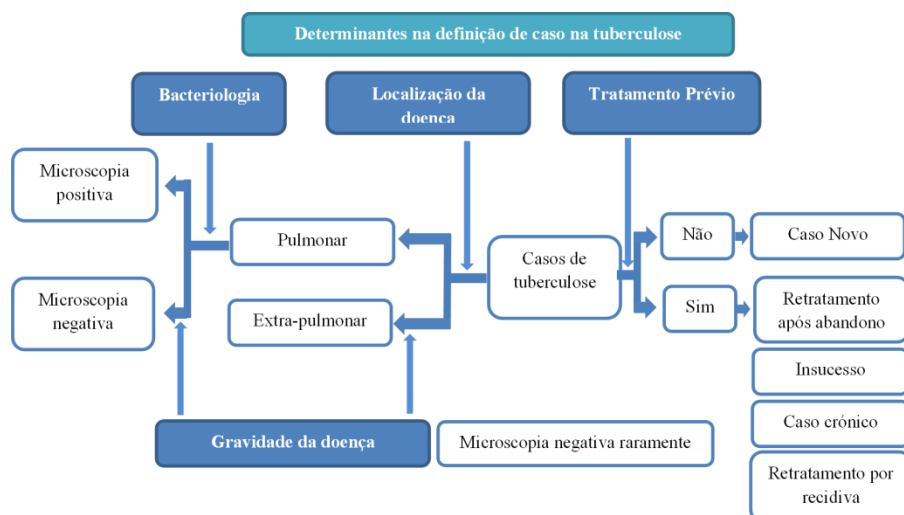 Determinantes na definição de caso na tuberculose
Bacteriologia
Localização da
doença
Tratamento Prévio
Microscopia
positiva
Microscopia
negativa
Pulmonar
Extra-pulmonar
Casos de
tuberculose
Não
Caso Novo
Sim
Retratamento
após abandono
Insucesso
Caso crónico
Retratamento por
recidiva
Gravidade da doença
Microscopia negativa raramente